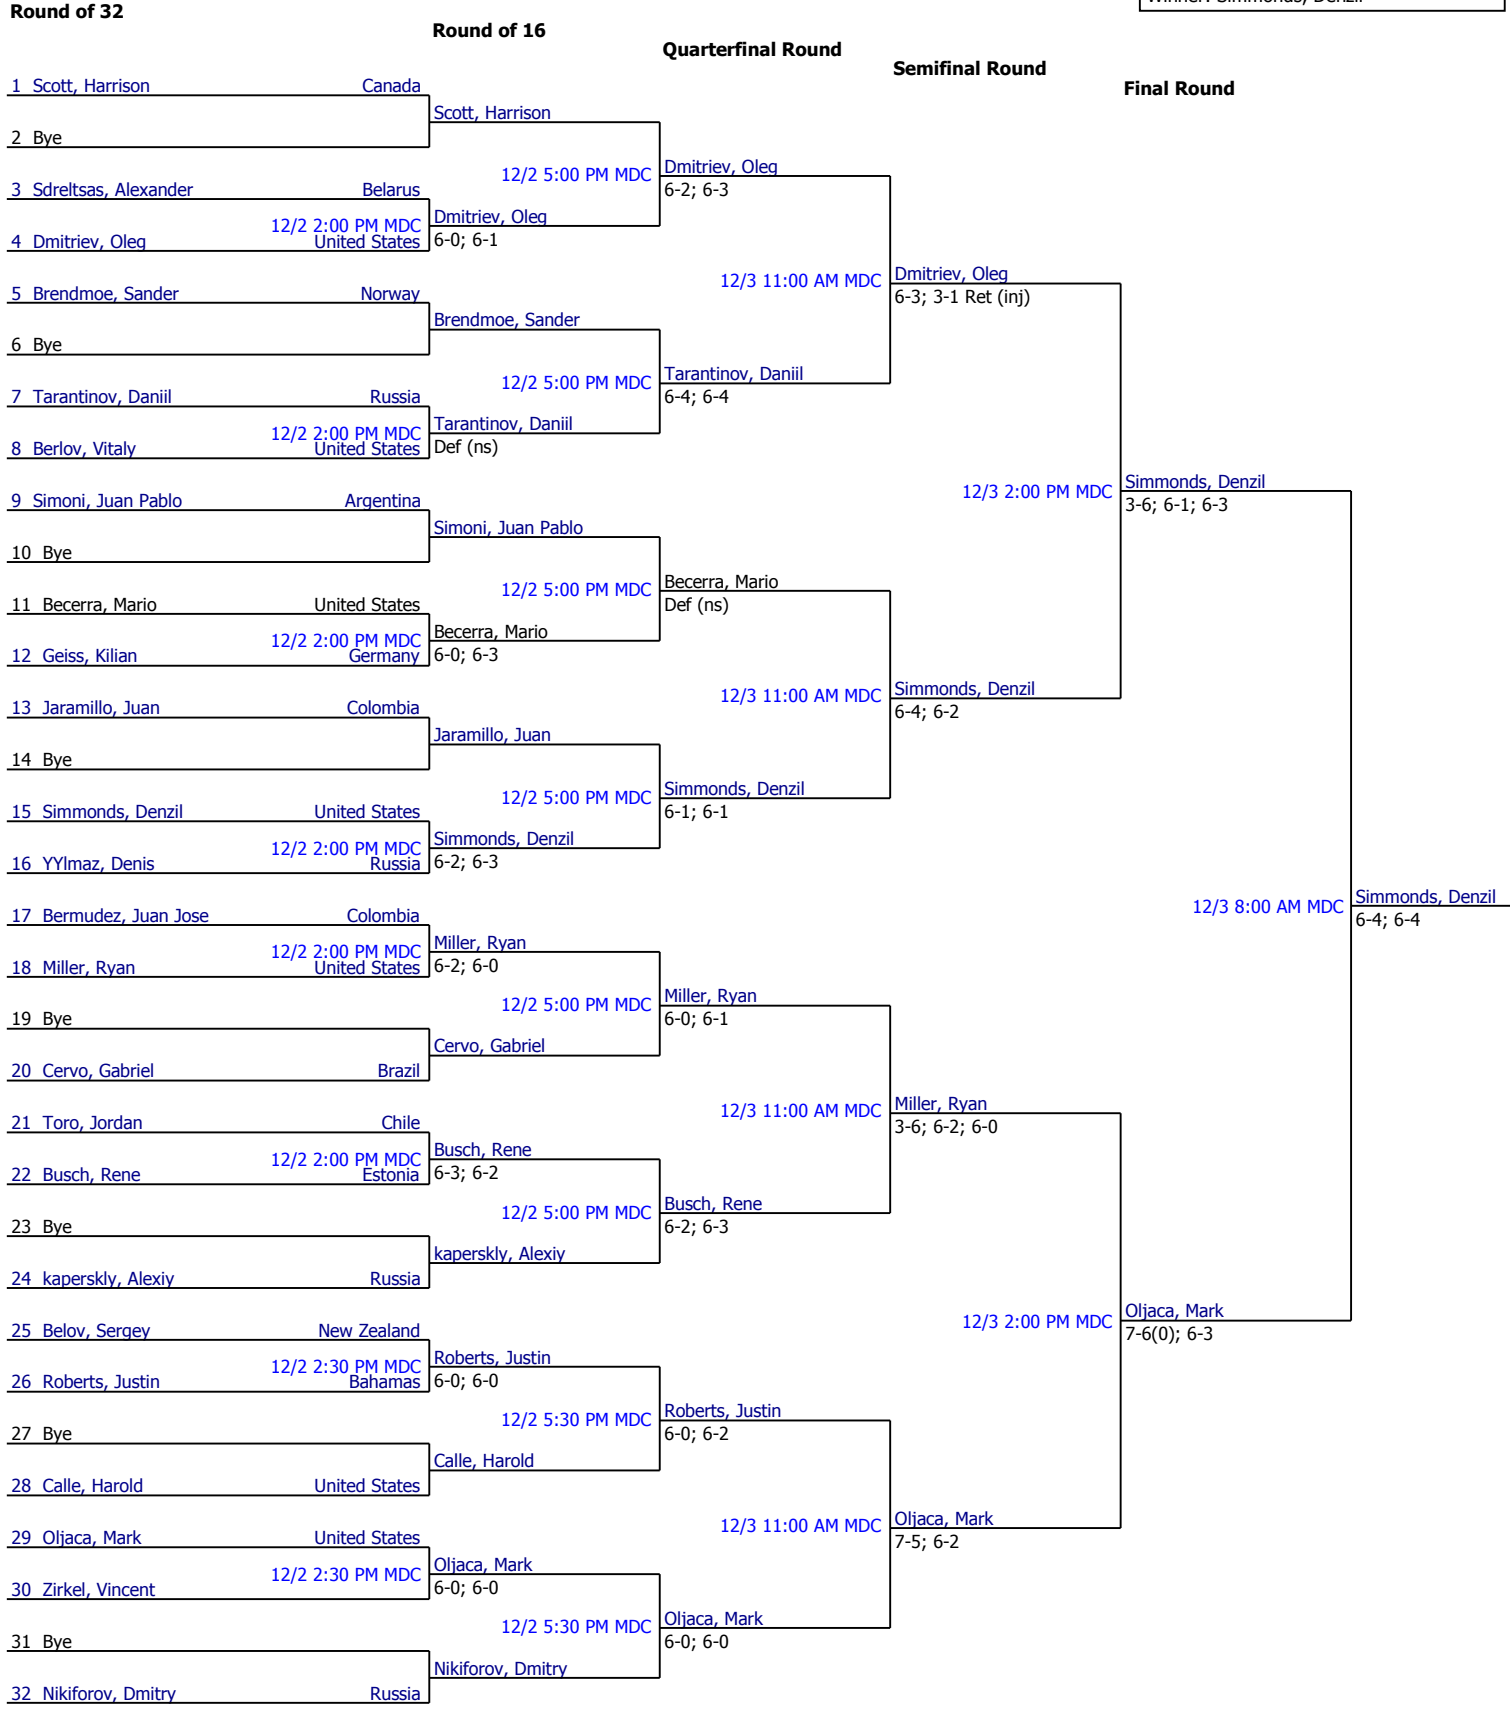 Winner: Simmonds, Denzil
Round of 32
Round of 16
Quarterfinal Round
Semifinal Round
Final Round
1 Scott, Harrison Canada
Scott, Harrison
2 Bye
12/2 5:00 PM MDC Dmitriev, Oleg
6-2; 6-3
3 Sdreltsas, Alexander Belarus
12/2 2:00 PM MDC Dmitriev, Oleg
4 Dmitriev, Oleg United States 6-0; 6-1
12/3 11:00 AM MDC Dmitriev, Oleg
6-3; 3-1 Ret (inj)
5 Brendmoe, Sander Norway
Brendmoe, Sander
6 Bye
12/2 5:00 PM MDC Tarantinov, Daniil
6-4; 6-4
7 Tarantinov, Daniil Russia
12/2 2:00 PM MDC Tarantinov, Daniil
8 Berlov, Vitaly United States Def (ns)
12/3 2:00 PM MDC Simmonds, Denzil
3-6; 6-1; 6-3
9 Simoni, Juan Pablo Argentina
Simoni, Juan Pablo
10 Bye
12/2 5:00 PM MDC Becerra, Mario
Def (ns)
11 Becerra, Mario United States
12/2 2:00 PM MDC Becerra, Mario
12 Geiss, Kilian Germany 6-0; 6-3
12/3 11:00 AM MDC Simmonds, Denzil
6-4; 6-2
13 Jaramillo, Juan Colombia
Jaramillo, Juan
14 Bye
12/2 5:00 PM MDC Simmonds, Denzil
6-1; 6-1
15 Simmonds, Denzil United States
12/2 2:00 PM MDC Simmonds, Denzil
16 YYlmaz, Denis Russia 6-2; 6-3
12/3 8:00 AM MDC Simmonds, Denzil
6-4; 6-4
17 Bermudez, Juan Jose Colombia
12/2 2:00 PM MDC Miller, Ryan
18 Miller, Ryan United States 6-2; 6-0
12/2 5:00 PM MDC Miller, Ryan
6-0; 6-1
19 Bye
Cervo, Gabriel
20 Cervo, Gabriel Brazil
12/3 11:00 AM MDC Miller, Ryan
3-6; 6-2; 6-0
21 Toro, Jordan Chile
12/2 2:00 PM MDC Busch, Rene
22 Busch, Rene Estonia 6-3; 6-2
12/2 5:00 PM MDC Busch, Rene
6-2; 6-3
23 Bye
kaperskly, Alexiy
24 kaperskly, Alexiy Russia
12/3 2:00 PM MDC Oljaca, Mark
7-6(0); 6-3
25 Belov, Sergey New Zealand
12/2 2:30 PM MDC Roberts, Justin
26 Roberts, Justin Bahamas 6-0; 6-0
12/2 5:30 PM MDC Roberts, Justin
6-0; 6-2
27 Bye
Calle, Harold
28 Calle, Harold United States
12/3 11:00 AM MDC Oljaca, Mark
7-5; 6-2
29 Oljaca, Mark United States
12/2 2:30 PM MDC Oljaca, Mark
30 Zirkel, Vincent 6-0; 6-0
12/2 5:30 PM MDC Oljaca, Mark
6-0; 6-0
31 Bye
Nikiforov, Dmitry
32 Nikiforov, Dmitry Russia